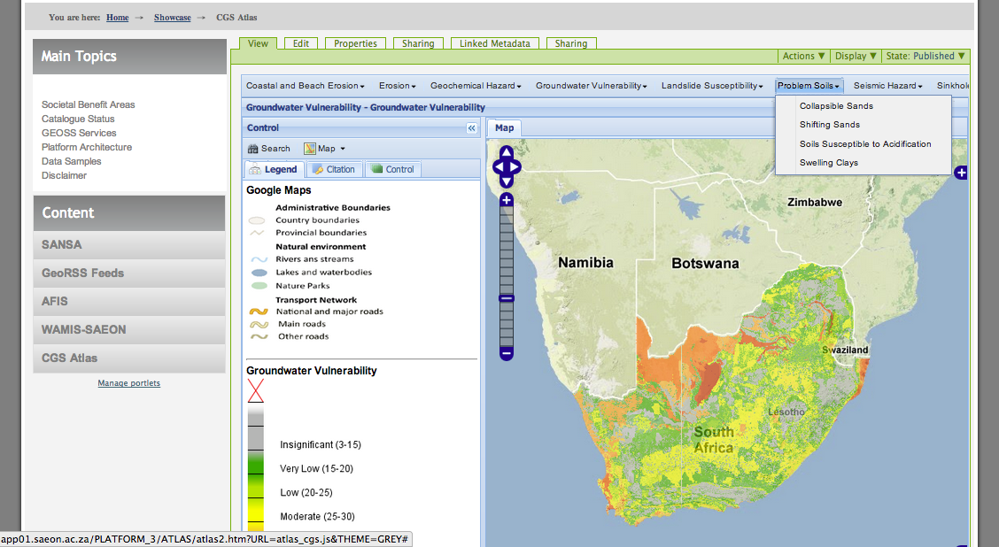 You are here: Home → Showcase → CGS Atlas
Main Topics
Societal Benefit Areas
Catalogue Status
GEOSS Services
Platform Architecture
Data Samples
Disclaimer
Content
SANSA
GeoRSS Feeds
AFIS
WAMIS-SAEON
CGS Atlas
Manage portlets
View Edit Properties Sharing Linked Metadata Sharing
Actions ▼ Display ▼ State: Published ▼
Coastal and Beach Erosion Erosion Geochemical Hazard Groundwater Vulnerability Landslide Susceptibility Problem Soils Seismic Hazard Sinkhol
Collapsible Sands
Shifting Sands
Soils Susceptible to Acidification
Swelling Clays
Groundwater Vulnerability - Groundwater Vulnerability
Control «
Search Map
Legend Citation Control
Google Maps
Administrative Boundaries
Country boundaries
Provincial boundaries
Natural environment
Rivers ans streams
Lakes and waterbodies
Nature Parks
Transport Network
National and major roads
Main roads
Other roads
Groundwater Vulnerability
Insignificant (3-15)
Very Low (15-20)
Low (20-25)
Moderate (25-30)
Map
Zimbabwe
Namibia
Botswana
Swaziland
Lesotho
South
Africa
app01.saeon.ac.za/PLATFORM_3/ATLAS/atlas2.htm?URL=atlas_cgs.js&THEME=GREY#